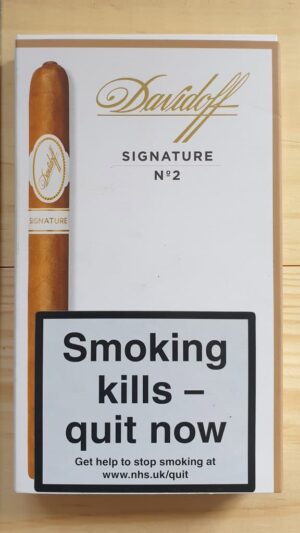 Davidoff
SIGNATURE
Nº2
Davidoff
SIGNATURE
Smoking
kills –
quit now
Get help to stop smoking at
www.nhs.uk/quit